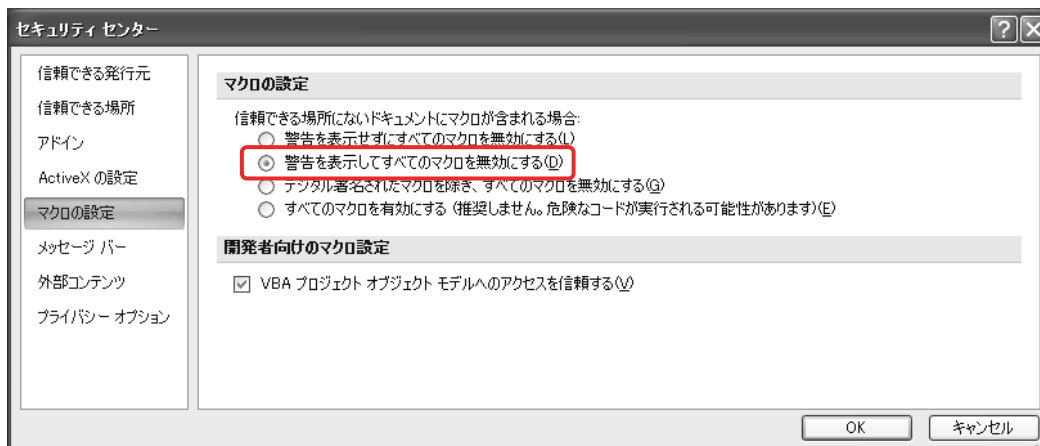 セキュリティ センター
信頼できる発行元
信頼できる場所
アドイン
ActiveX の設定
マクロの設定
メッセージ バー
外部コンテンツ
プライバシー オプション
マクロの設定
信頼できる場所にないドキュメントにマクロが含まれる場合:
警告を表示せずにすべてのマクロを無効にする(L)
警告を表示してすべてのマクロを無効にする(D)
デジタル署名されたマクロを除き、すべてのマクロを無効にする(G)
すべてのマクロを有効にする (推奨しません。危険なコードが実行される可能性があります)(E)
開発者向けのマクロ設定
VBA プロジェクト オブジェクト モデルへのアクセスを信頼する(V)
OK
キャンセル